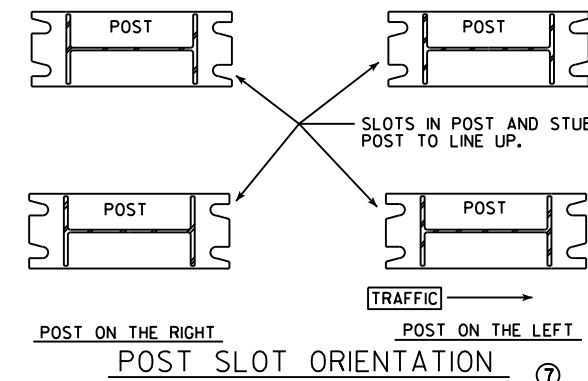 POST
POST
SLOTS IN POST AND STUB
POST TO LINE UP.
POST
POST
TRAFFIC
POST ON THE RIGHT
POST ON THE LEFT
POST SLOT ORIENTATION
7